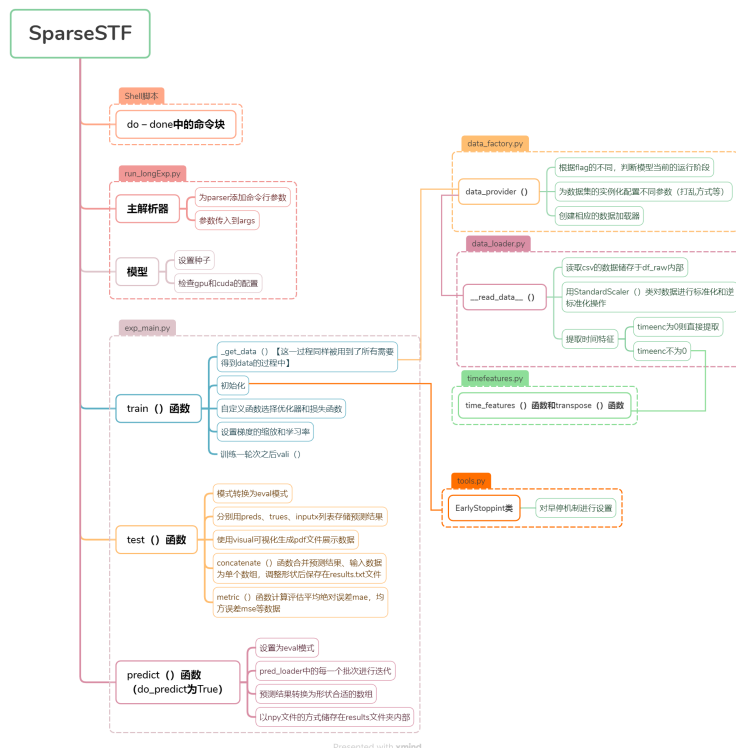 SparseSTF
Shell脚本
do – done中的命令块
run_longExp.py
主解析器
为parser添加命令行参数
参数传入到args
模型
设置种子
检查gpu和cuda的配置
exp_main.py
train（）函数
_get_data（）【这一过程同样被用到了所有需要
得到data的过程中】
初始化
自定义函数选择优化器和损失函数
设置梯度的缩放和学习率
训练一轮次之后vali（）
test（）函数
模式转换为eval模式
分别用preds、trues、inputx列表存储预测结果
使用visual可视化生成pdf文件展示数据
concatenate（）函数合并预测结果、输入数据
为单个数组，调整形状后保存在results.txt文件
metric（）函数计算评估平均绝对误差mae，均
方误差mse等数据
predict（）函数
（do_predict为True）
设置为eval模式
pred_loader中的每一个批次进行迭代
预测结果转换为形状合适的数组
以npy文件的方式储存在results文件夹内部
data_factory.py
data_provider（）
根据flag的不同，判断模型当前的运行阶段
为数据集的实例化配置不同参数（打乱方式等）
创建相应的数据加载器
data_loader.py
__read_data__（）
读取csv的数据储存于df_raw内部
用StandardScaler（）类对数据进行标准化和逆
标准化操作
提取时间特征
timeenc为0则直接提取
timeenc不为0
timefeatures.py
time_features（）函数和transpose（）函数
tools.py
EarlyStoppint类
对早停机制进行设置
Presented with xmind